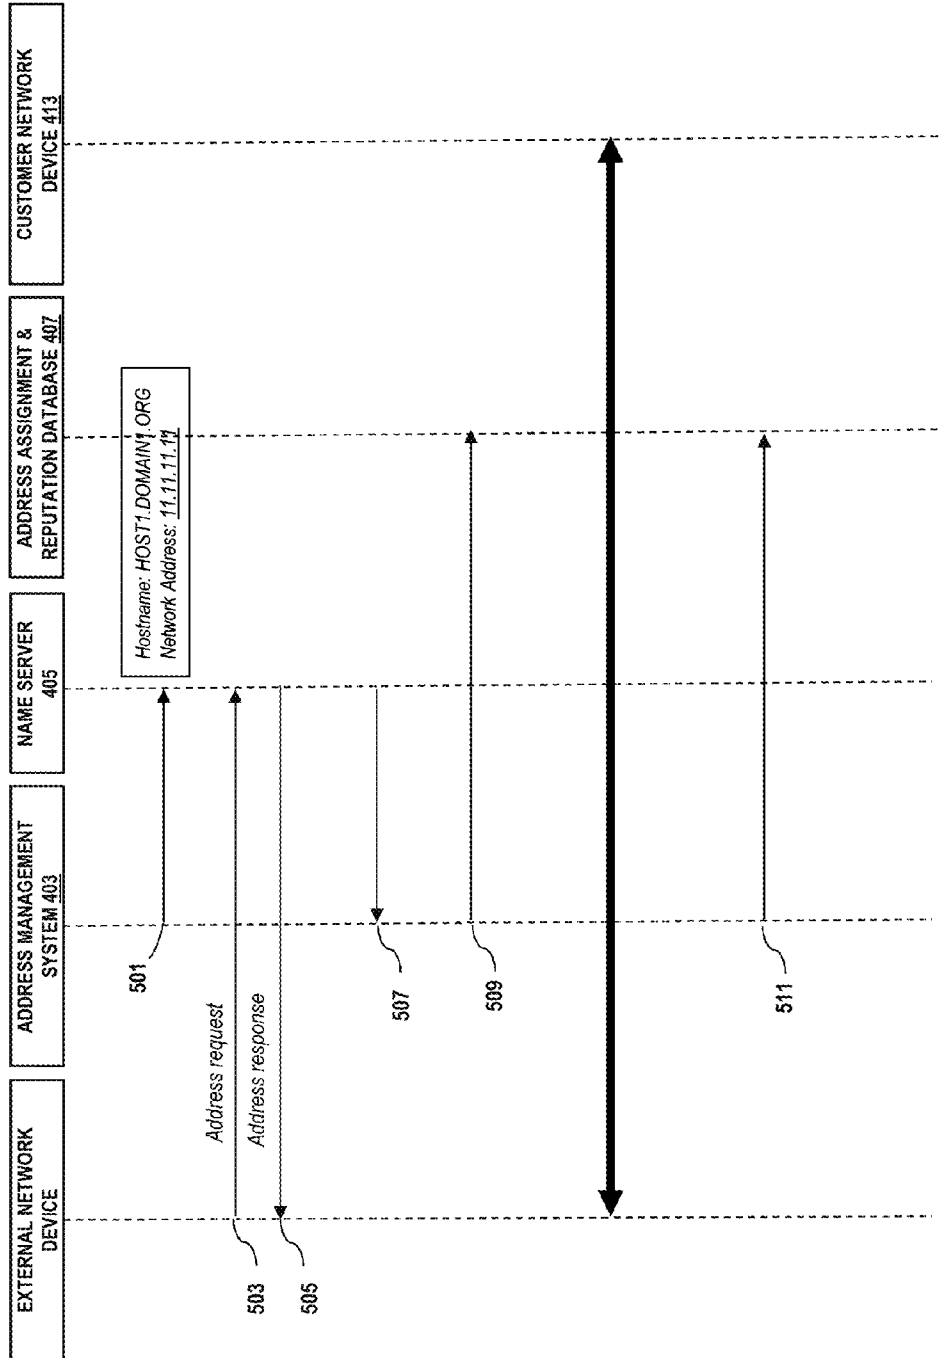 EXTERNAL NETWORK
DEVICE
ADDRESS MANAGEMENT
SYSTEM 403
NAME SERVER
405
ADDRESS ASSIGNMENT &
REPUTATION DATABASE 407
CUSTOMER NETWORK
DEVICE 413
501
Hostname: HOST1.DOMAIN1.ORG
Network Address: 11.11.11.11
Address request
503
Address response
505
507
509
511